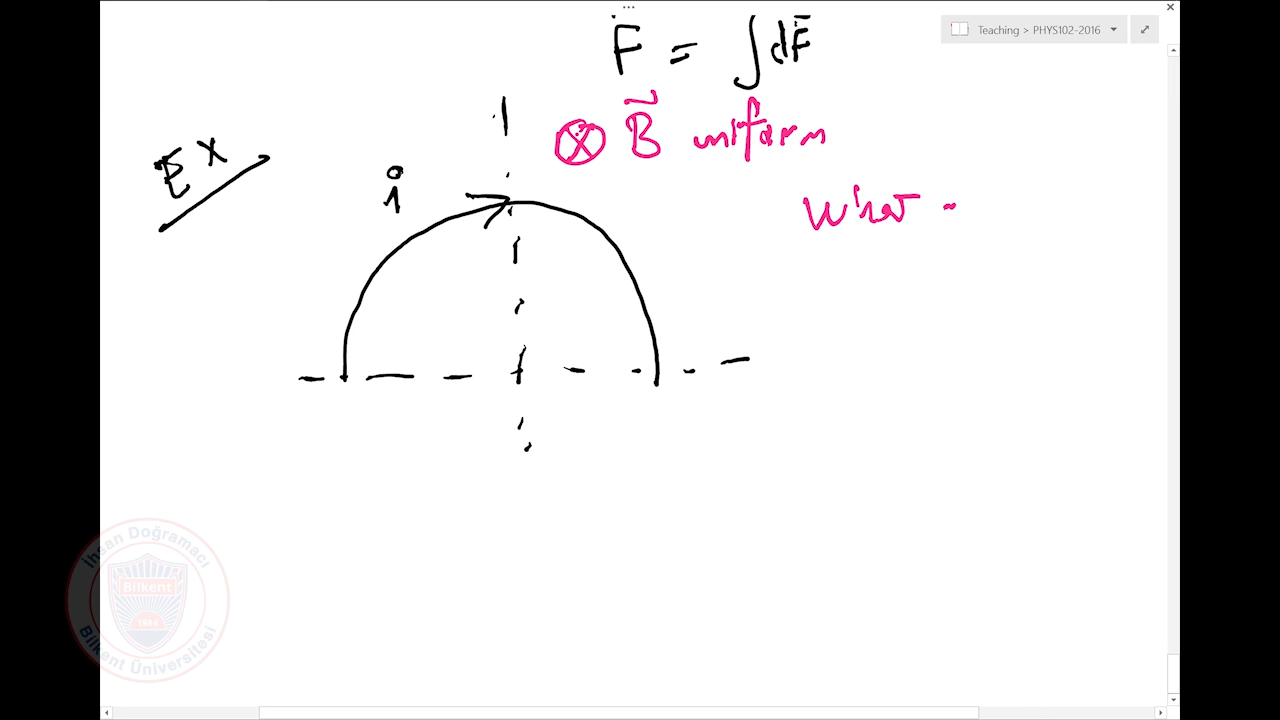 Teaching > PHYS102-2016
F̄ = ∫dF̄
Ex
i
⊗ B⃗ uniform
What
İhsan Doğramacı
Bilkent
1984
Bilkent Üniversitesi